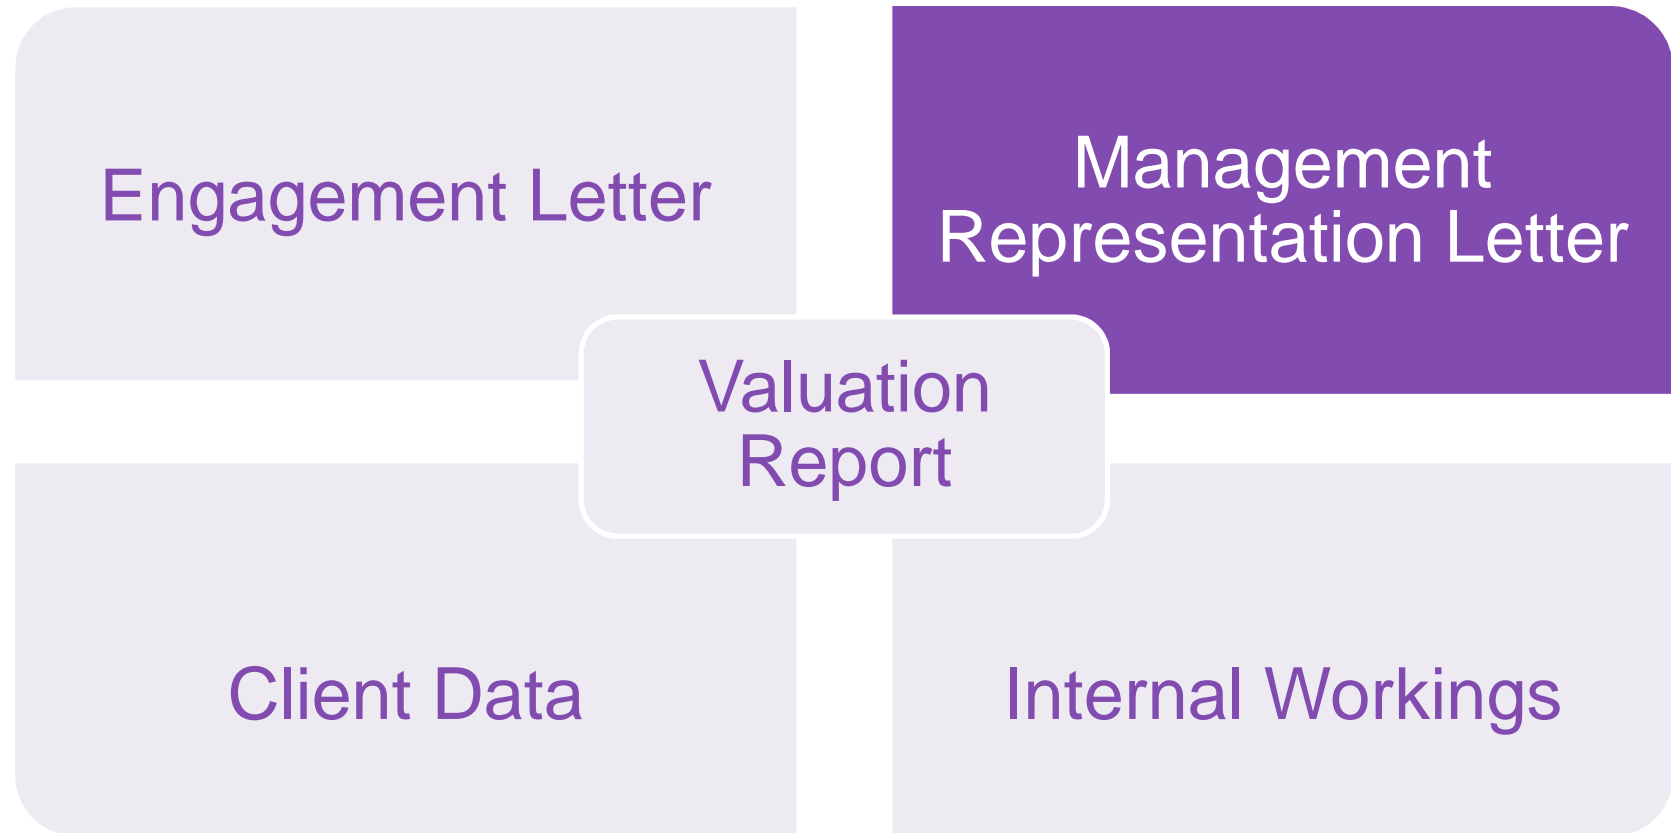 Engagement Letter
Management
Representation Letter
Valuation
Report
Client Data
Internal Workings